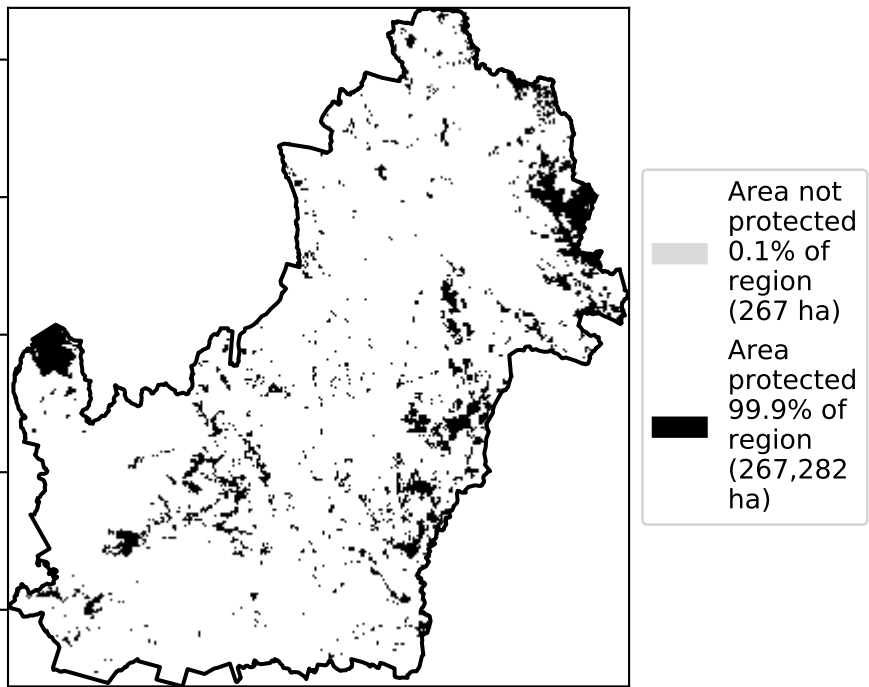 Area not
protected
0.1% of
region
(267 ha)
Area
protected
99.9% of
region
(267,282
ha)